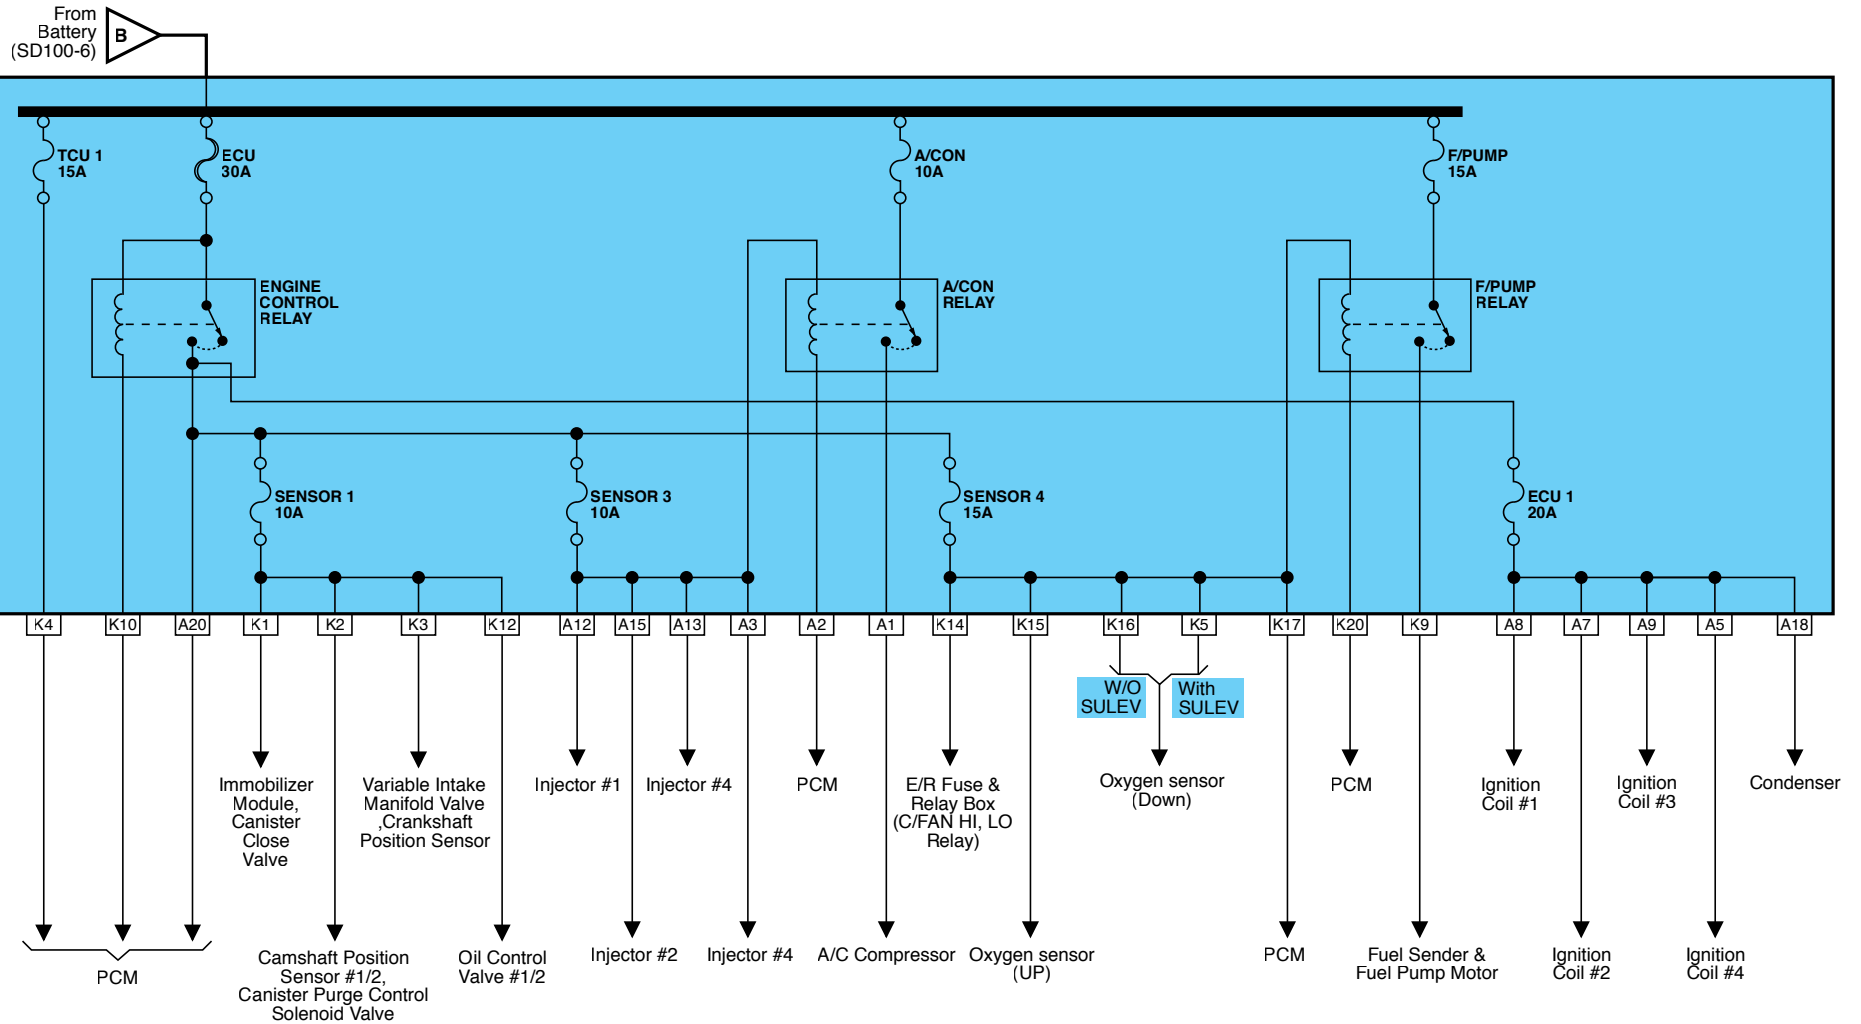 From
Battery
(SD100-6)
B
TCU 1
15A
ECU
30A
A/CON
10A
F/PUMP
15A
ENGINE
CONTROL
RELAY
A/CON
RELAY
F/PUMP
RELAY
SENSOR 1
10A
SENSOR 3
10A
SENSOR 4
15A
ECU 1
20A
K4
K10
A20
K1
K2
K3
K12
A12
A15
A13
A3
A2
A1
K14
K15
K16
K5
K17
K20
K9
A8
A7
A9
A5
A18
W/O
SULEV
With
SULEV
Immobilizer
Module,
Canister
Close
Valve
Variable Intake
Manifold Valve
,Crankshaft
Position Sensor
Injector #1
Injector #4
PCM
E/R Fuse &
Relay Box
(C/FAN HI, LO
Relay)
Oxygen sensor
(Down)
PCM
Ignition
Coil #1
Ignition
Coil #3
Condenser
PCM
Camshaft Position
Sensor #1/2,
Canister Purge Control
Solenoid Valve
Oil Control
Valve #1/2
Injector #2
Injector #4
A/C Compressor
Oxygen sensor
(UP)
PCM
Fuel Sender &
Fuel Pump Motor
Ignition
Coil #2
Ignition
Coil #4